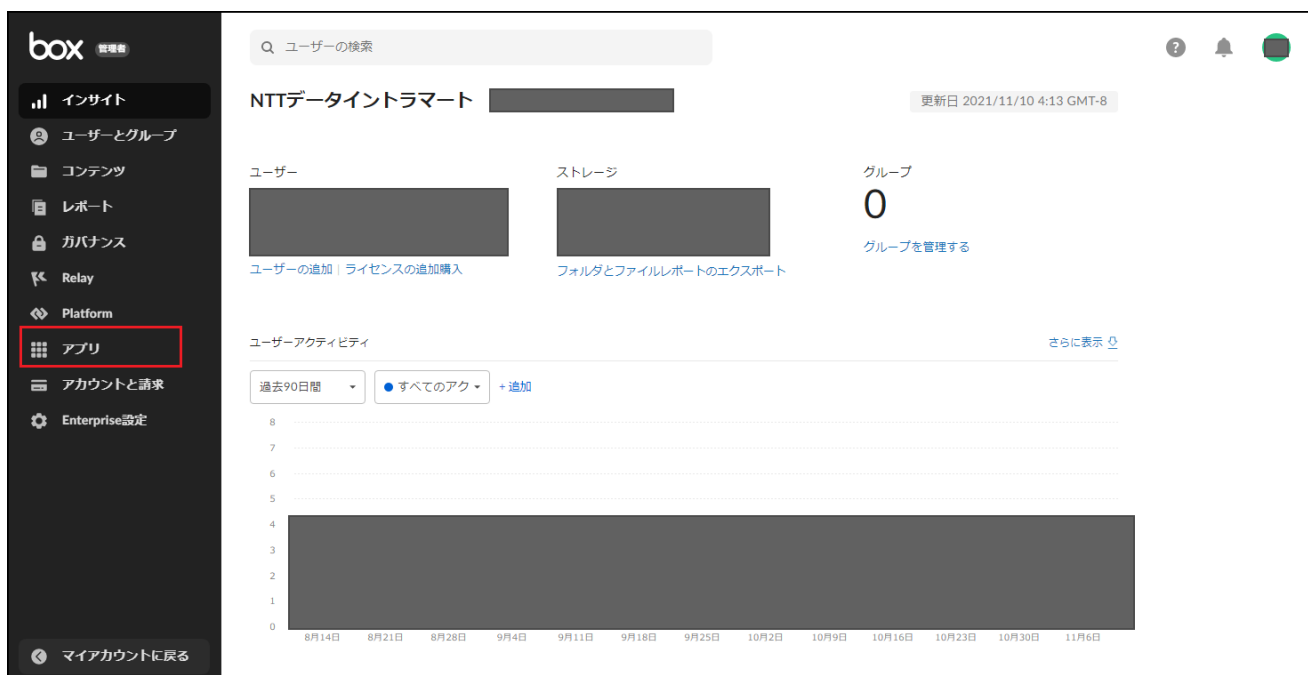 box 管理者
ユーザーの検索
インサイト
ユーザーとグループ
コンテンツ
レポート
ガバナンス
Relay
Platform
アプリ
アカウントと請求
Enterprise設定
マイアカウントに戻る
NTTデータイントラマート
更新日 2021/11/10 4:13 GMT-8
ユーザー
ユーザーの追加 | ライセンスの追加購入
ストレージ
フォルダとファイルレポートのエクスポート
グループ
0
グループを管理する
ユーザーアクティビティ
さらに表示
過去90日間 すべてのアク + 追加
8
7
6
5
4
3
2
1
0
8月14日 8月21日 8月28日 9月4日 9月11日 9月18日 9月25日 10月2日 10月9日 10月16日 10月23日 10月30日 11月6日